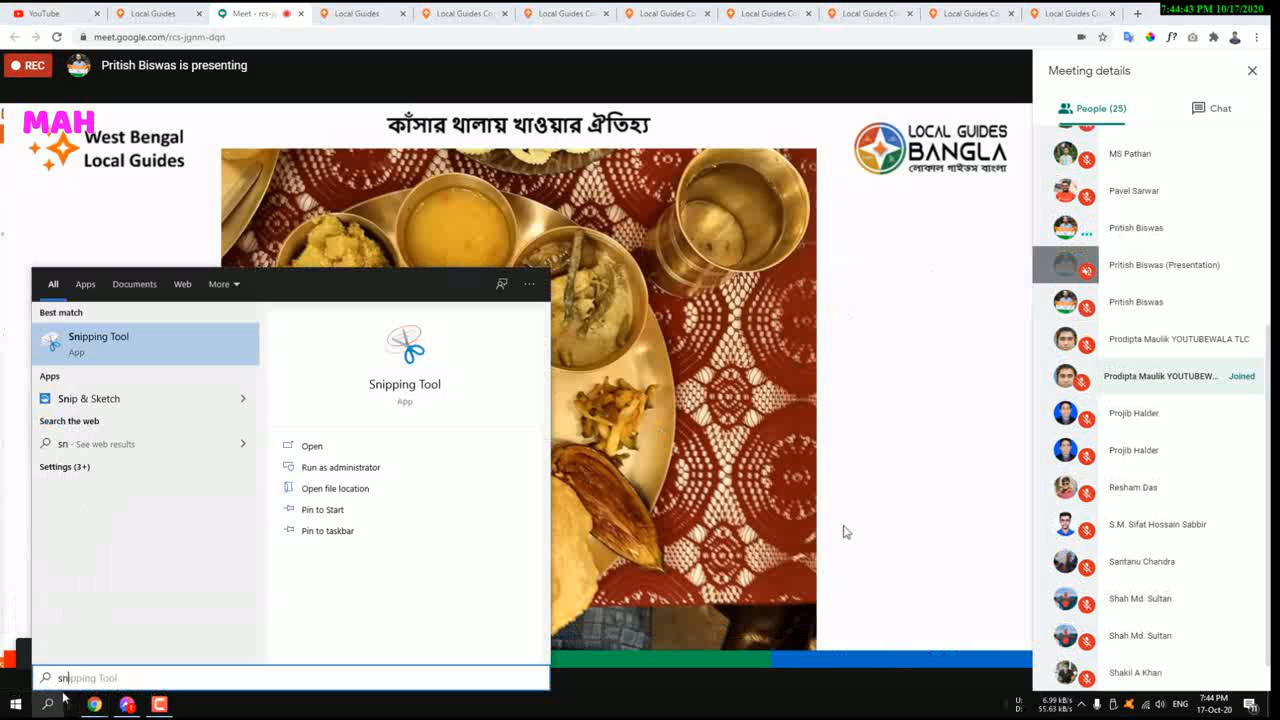 YouTube
Local Guides
Meet - rcs-jgnm
Local Guides
Local Guides Co
Local Guides Co
Local Guides Co
Local Guides Co
Local Guides Co
Local Guides Co
Local Guides Co
7:44:43 PM 10/17/2020
meet.google.com/rcs-jgnm-dqn
REC
Pritish Biswas is presenting
MAH
West Bengal
Local Guides
কাঁসার থালায় খাওয়ার ঐতিহ্য
LOCAL GUIDES
BANGLA
লোকাল গাইডস বাংলা
All
Apps
Documents
Web
More
Best match
Snipping Tool
App
Apps
Snip & Sketch
Search the web
sn - See web results
Settings (3+)
Snipping Tool
App
Open
Run as administrator
Open file location
Pin to Start
Pin to taskbar
snipping Tool
Meeting details
People (25)
Chat
MS Pathan
Pavel Sarwar
Pritish Biswas
Pritish Biswas (Presentation)
Pritish Biswas
Prodipta Maulik YOUTUBEWALA TLC
Prodipta Maulik YOUTUBEW... Joined
Projib Halder
Projib Halder
Resham Das
S.M. Sifat Hossain Sabbir
Santanu Chandra
Shah Md. Sultan
Shah Md. Sultan
Shakil A Khan
U: 6.99 kB/s
D: 55.63 kB/s
ENG
7:44 PM
17-Oct-20